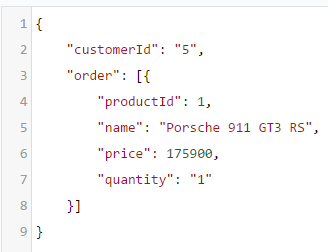 1 {
2     "customerId": "5",
3     "order": [{
4         "productId": 1,
5         "name": "Porsche 911 GT3 RS",
6         "price": 175900,
7         "quantity": "1"
8     }]
9 }